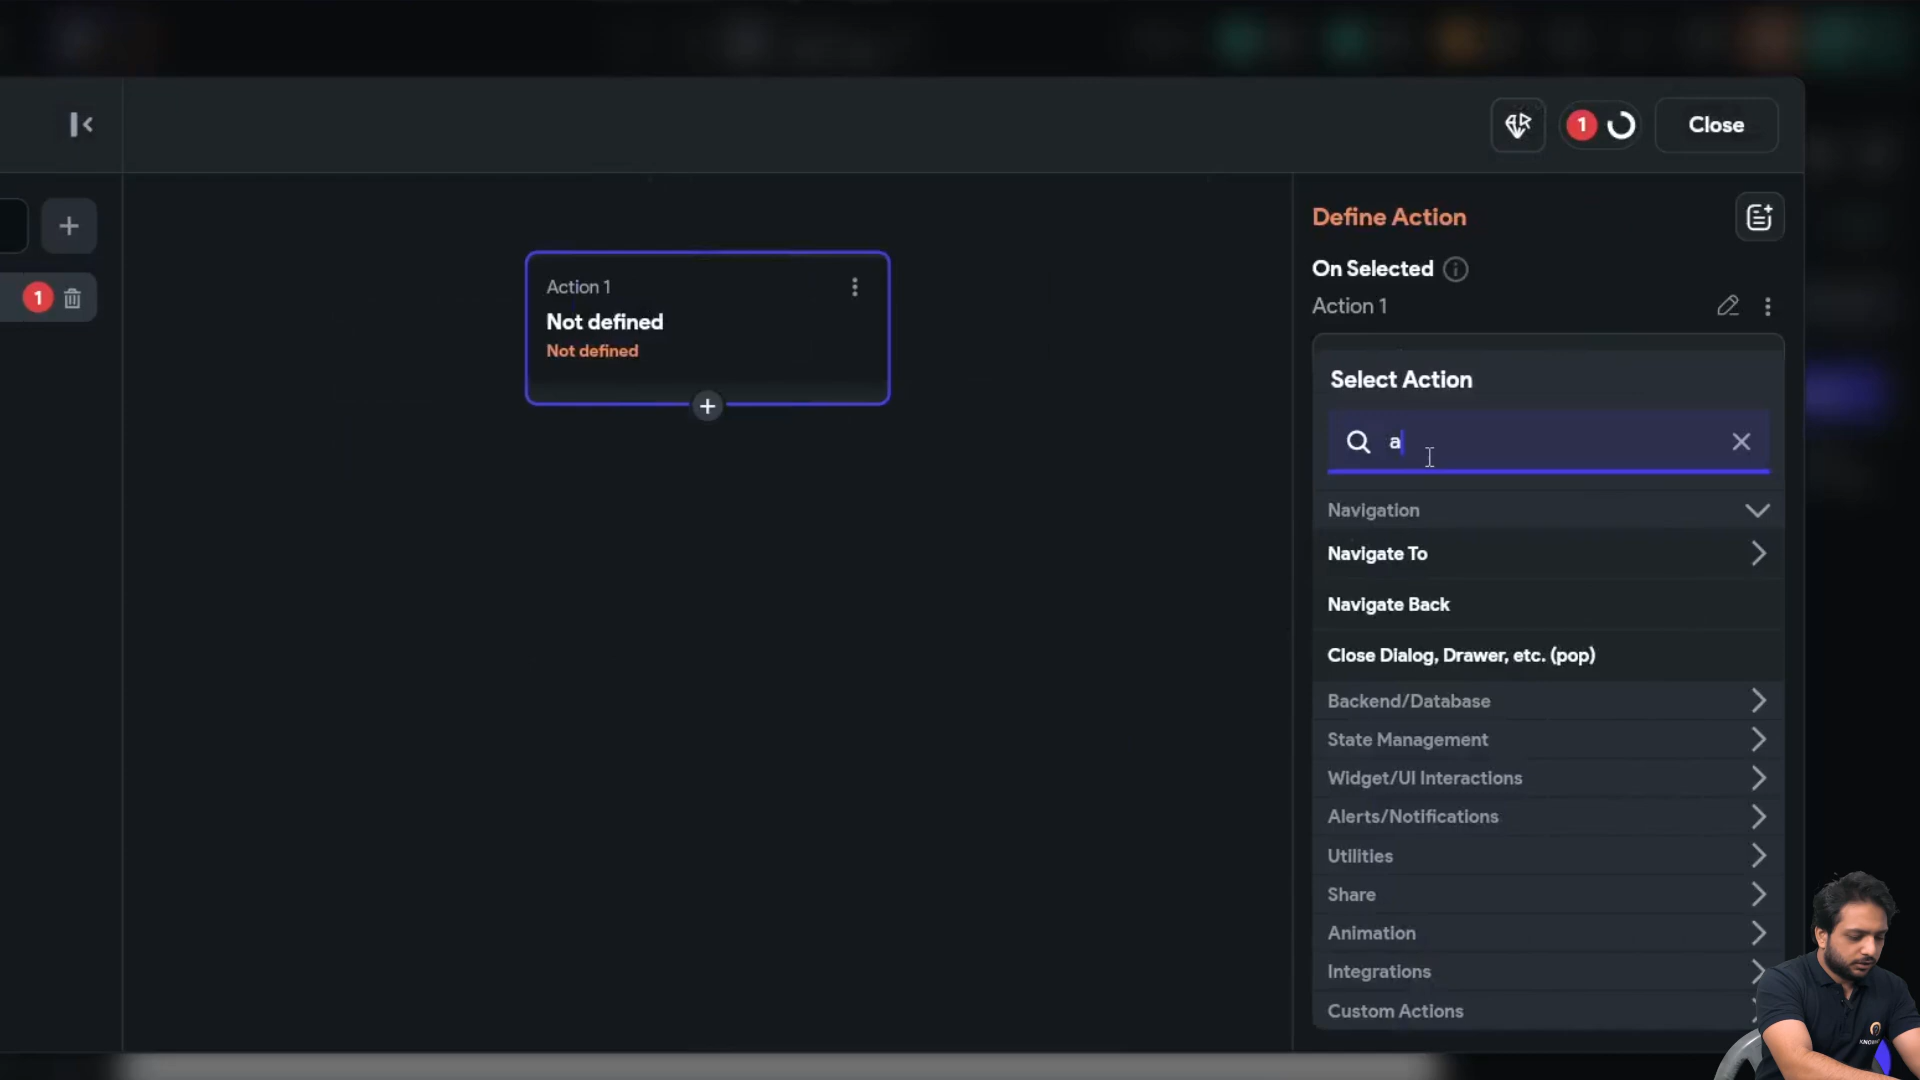 1
Close
Define Action
On Selected
1
Action 1
Action 1
Not defined
Not defined
Select Action
a
Navigation
Navigate To
Navigate Back
Close Dialog, Drawer, etc. (pop)
Backend/Database
State Management
Widget/UI Interactions
Alerts/Notifications
Utilities
Share
Animation
Integrations
Custom Actions